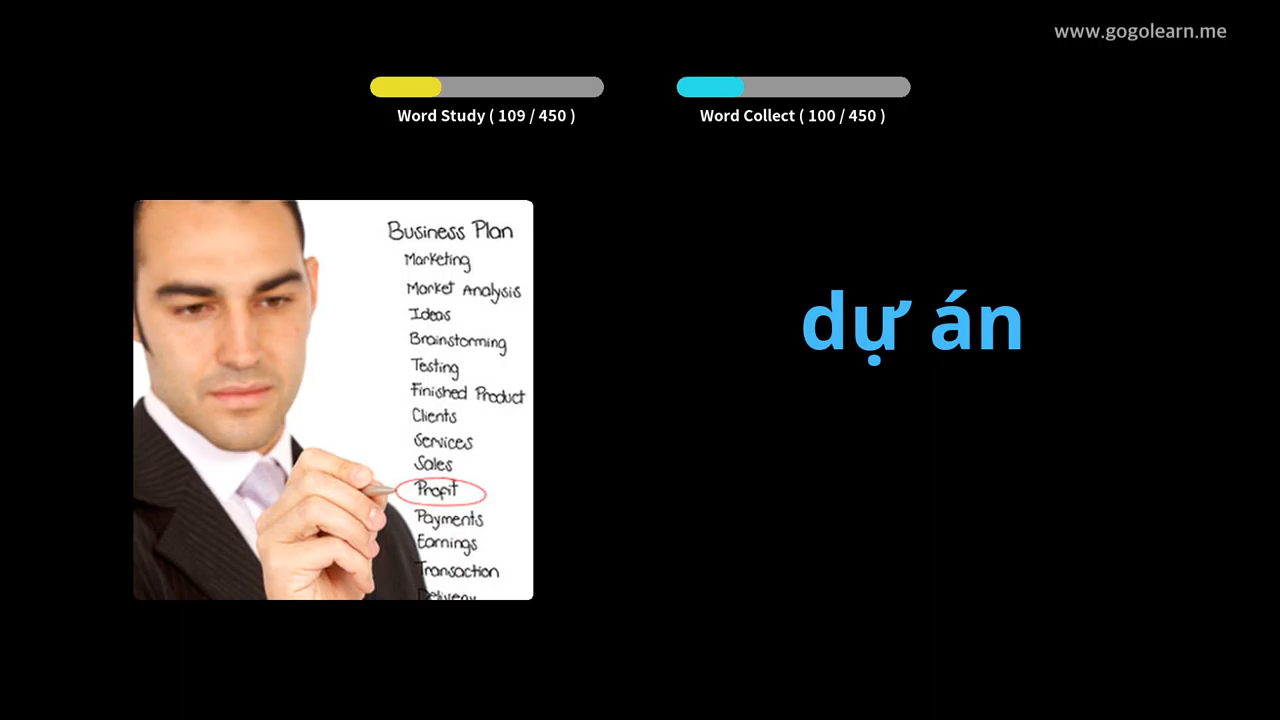 www.gogolearn.me
Word Study ( 109 / 450 )
Word Collect ( 100 / 450 )
Business Plan
Marketing
Market Analysis
Ideas
Brainstorming
Testing
Finished Product
Clients
Services
Sales
Profit
Payments
Earnings
Transaction
Delivery
dự án